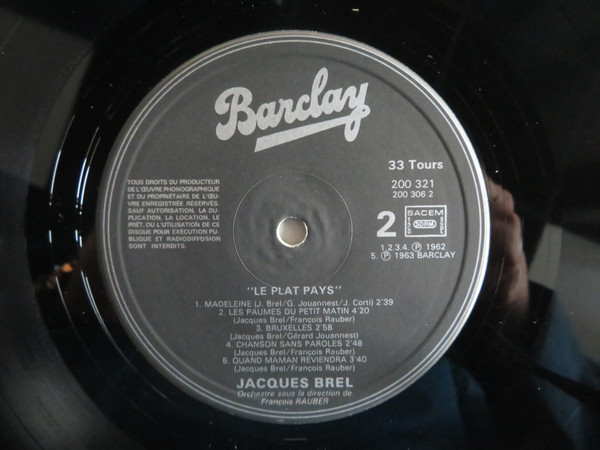 Barclay
33 Tours
200 321
200 306 2
TOUS DROITS DU PRODUCTEUR
DE L'ŒUVRE PHONOGRAPHIQUE
ET DU PROPRIETAIRE DE L'ŒU-
VRE ENREGISTREE RESERVES.
SAUF AUTORISATION, LA DU-
PLICATION, LA LOCATION, LE
PRÊT, OU L'UTILISATION DE CE
DISQUE POUR EXÉCUTION PU-
BLIQUE ET RADIODIFFUSION
SONT INTERDITS.
2
SACEM
SDRM
SACD
SGDL
1.2.3.4. ℗ 1962
5. ℗ 1963 BARCLAY
"LE PLAT PAYS"
1. MADELEINE (J. Brel/G. Jouannest/J. Corti) 2'39
2. LES PAUMES DU PETIT MATIN 4'20
(Jacques Brel/François Rauber)
3. BRUXELLES 2'58
(Jacques Brel/Gérard Jouannest)
4. CHANSON SANS PAROLES 2'48
(Jacques Brel/François Rauber)
5. QUAND MAMAN REVIENDRA 3'40
(Jacques Brel/François Rauber)
JACQUES BREL
Orchestre sous la direction de
François RAUBER